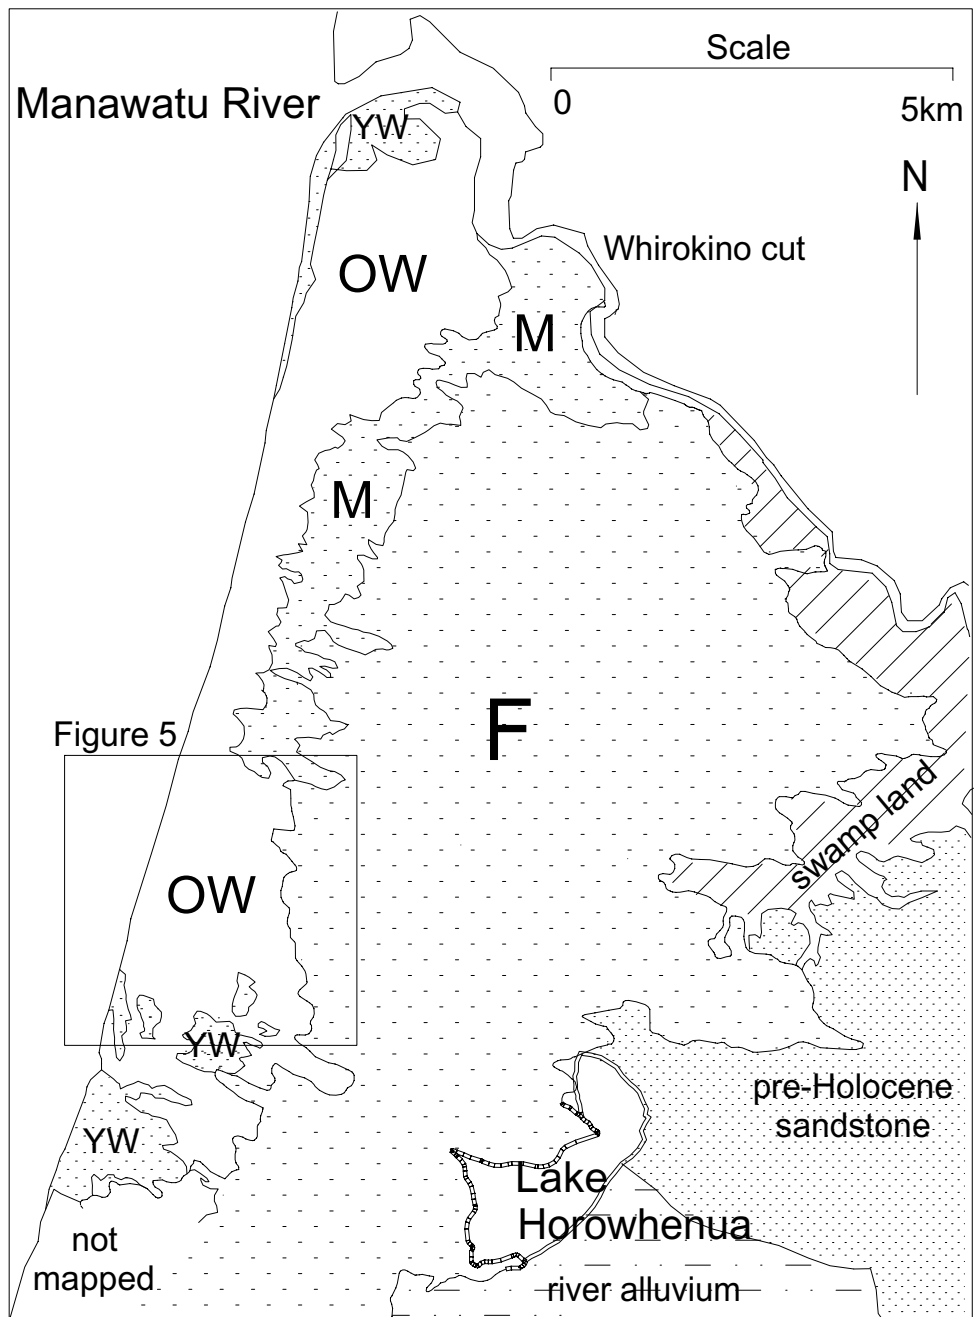 Scale
Manawatu River
0
5km
YW
N
Whirokino cut
OW
M
M
F
Figure 5
swamp land
OW
YW
pre-Holocene
sandstone
YW
Lake
Horowhenua
not
mapped
river alluvium